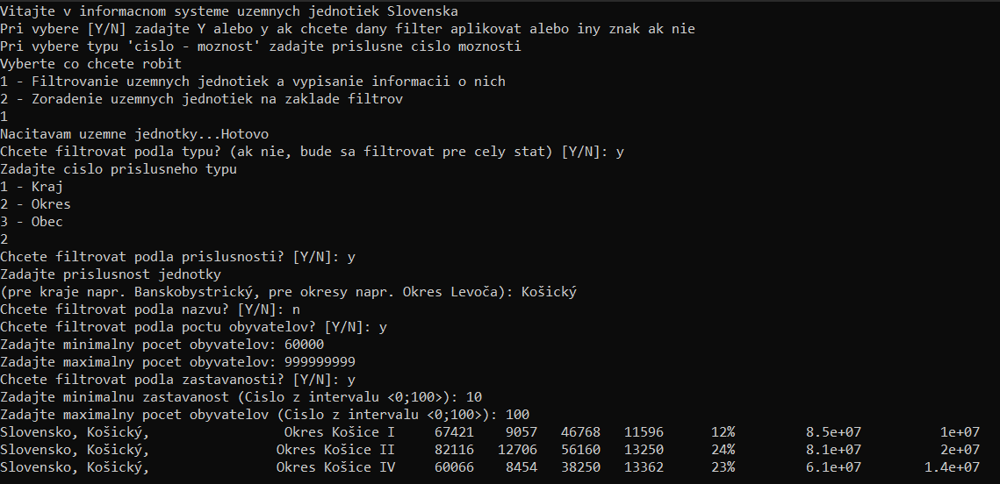 Vitajte v informacnom systeme uzemnych jednotiek Slovenska
Pri vybere [Y/N] zadajte Y alebo y ak chcete dany filter aplikovat alebo iny znak ak nie
Pri vybere typu 'cislo - moznost' zadajte prislusne cislo moznosti
Vyberte co chcete robit
1 - Filtrovanie uzemnych jednotiek a vypisanie informacii o nich
2 - Zoradenie uzemnych jednotiek na zaklade filtrov
1
Nacitavam uzemne jednotky...Hotovo
Chcete filtrovat podla typu? (ak nie, bude sa filtrovat pre cely stat) [Y/N]: y
Zadajte cislo prislusneho typu
1 - Kraj
2 - Okres
3 - Obec
2
Chcete filtrovat podla prislusnosti? [Y/N]: y
Zadajte prislusnost jednotky
(pre kraje napr. Banskobystrický, pre okresy napr. Okres Levoča): Košický
Chcete filtrovat podla nazvu? [Y/N]: n
Chcete filtrovat podla poctu obyvatelov? [Y/N]: y
Zadajte minimalny pocet obyvatelov: 60000
Zadajte maximalny pocet obyvatelov: 999999999
Chcete filtrovat podla zastavanosti? [Y/N]: y
Zadajte minimalnu zastavanost (Cislo z intervalu <0;100>): 10
Zadajte maximalny pocet obyvatelov (Cislo z intervalu <0;100>): 100
Slovensko, Košický, Okres Košice I 67421 9057 46768 11596 12% 8.5e+07 1e+07
Slovensko, Košický, Okres Košice II 82116 12706 56160 13250 24% 8.1e+07 2e+07
Slovensko, Košický, Okres Košice IV 60066 8454 38250 13362 23% 6.1e+07 1.4e+07